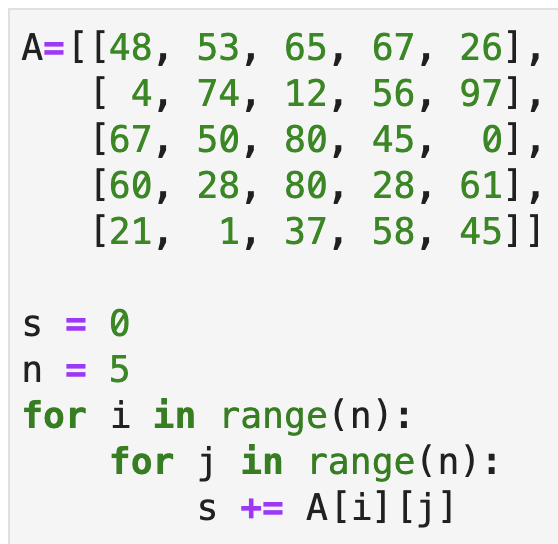 A=[[48, 53, 65, 67, 26],
[ 4, 74, 12, 56, 97],
[67, 50, 80, 45,  0],
[60, 28, 80, 28, 61],
[21,  1, 37, 58, 45]]
s = 0
n = 5
for i in range(n):
    for j in range(n):
        s += A[i][j]